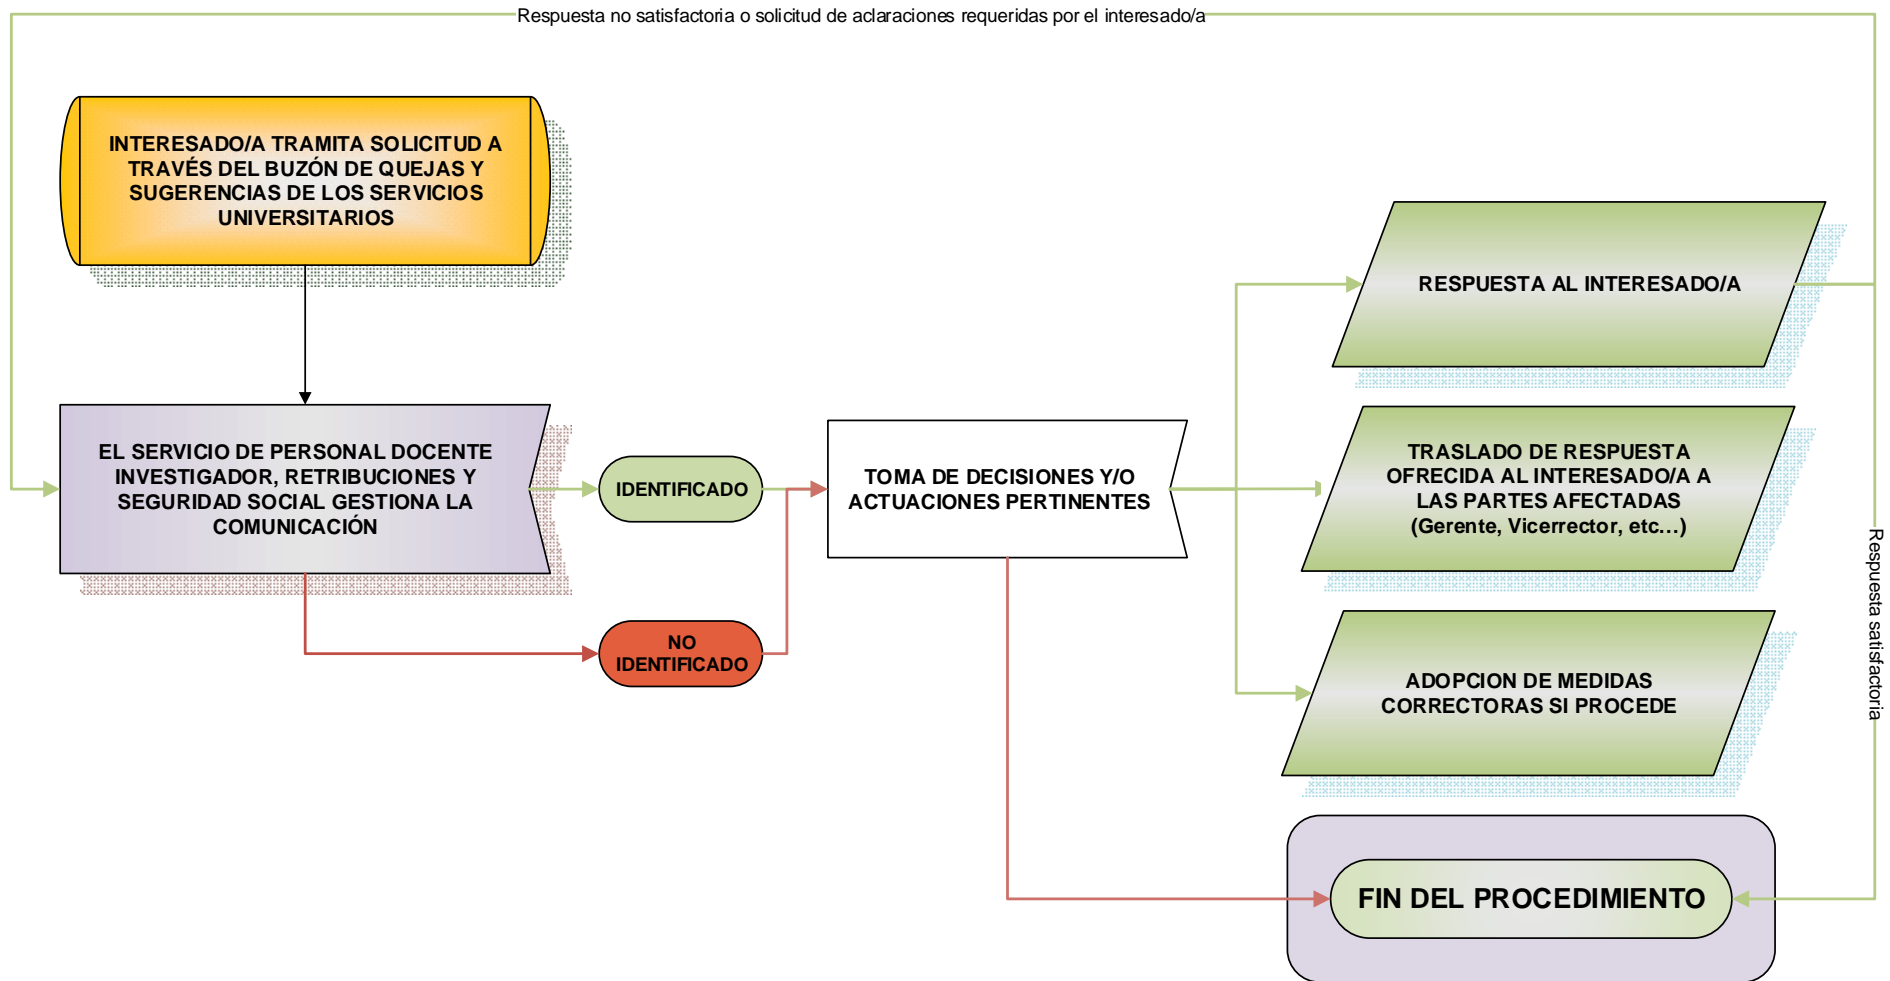 Respuesta no satisfactoria o solicitud de aclaraciones requeridas por el interesado/a
INTERESADO/A TRAMITA SOLICITUD A
TRAVÉS DEL BUZÓN DE QUEJAS Y
SUGERENCIAS DE LOS SERVICIOS
UNIVERSITARIOS
EL SERVICIO DE PERSONAL DOCENTE
INVESTIGADOR, RETRIBUCIONES Y
SEGURIDAD SOCIAL GESTIONA LA
COMUNICACIÓN
IDENTIFICADO
NO
IDENTIFICADO
TOMA DE DECISIONES Y/O
ACTUACIONES PERTINENTES
RESPUESTA AL INTERESADO/A
TRASLADO DE RESPUESTA
OFRECIDA AL INTERESADO/A A
LAS PARTES AFECTADAS
(Gerente, Vicerrector, etc…)
ADOPCION DE MEDIDAS
CORRECTORAS SI PROCEDE
Respuesta satisfactoria
FIN DEL PROCEDIMIENTO